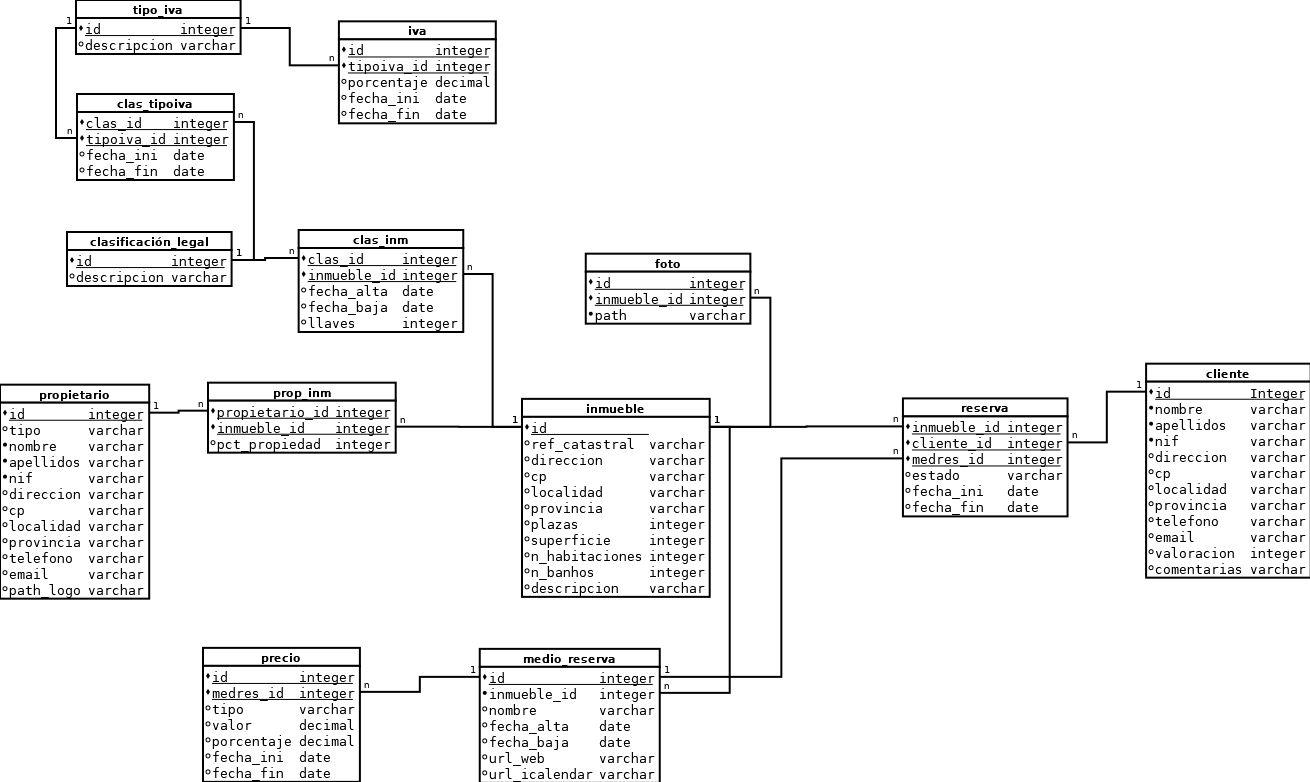 tipo_iva
id integer
descripcion varchar
1
1
n
n
iva
id integer
tipoiva_id integer
porcentaje decimal
fecha_ini date
fecha_fin date
clas_tipoiva
clas_id integer
tipoiva_id integer
fecha_ini date
fecha_fin date
n
clasificación_legal
id integer
descripcion varchar
1
n
clas_inm
clas_id integer
inmueble_id integer
fecha_alta date
fecha_baja date
llaves integer
n
foto
id integer
inmueble_id integer
path varchar
n
propietario
id integer
tipo varchar
nombre varchar
apellidos varchar
nif varchar
direccion varchar
cp varchar
localidad varchar
provincia varchar
telefono varchar
email varchar
path_logo varchar
1
n
prop_inm
propietario_id integer
inmueble_id integer
pct_propiedad integer
n
1
inmueble
id
ref_catastral varchar
direccion varchar
cp varchar
localidad varchar
provincia varchar
plazas integer
superficie integer
n_habitaciones integer
n_banhos integer
descripcion varchar
1
n
n
reserva
inmueble_id integer
cliente_id integer
medres_id integer
estado varchar
fecha_ini date
fecha_fin date
n
1
cliente
id Integer
nombre varchar
apellidos varchar
nif varchar
direccion varchar
cp varchar
localidad varchar
provincia varchar
telefono varchar
email varchar
valoracion integer
comentarias varchar
precio
id integer
medres_id integer
tipo varchar
valor decimal
porcentaje decimal
fecha_ini date
fecha_fin date
n
1
medio_reserva
id integer
inmueble_id integer
nombre varchar
fecha_alta date
fecha_baja date
url_web varchar
url_icalendar varchar
1
n